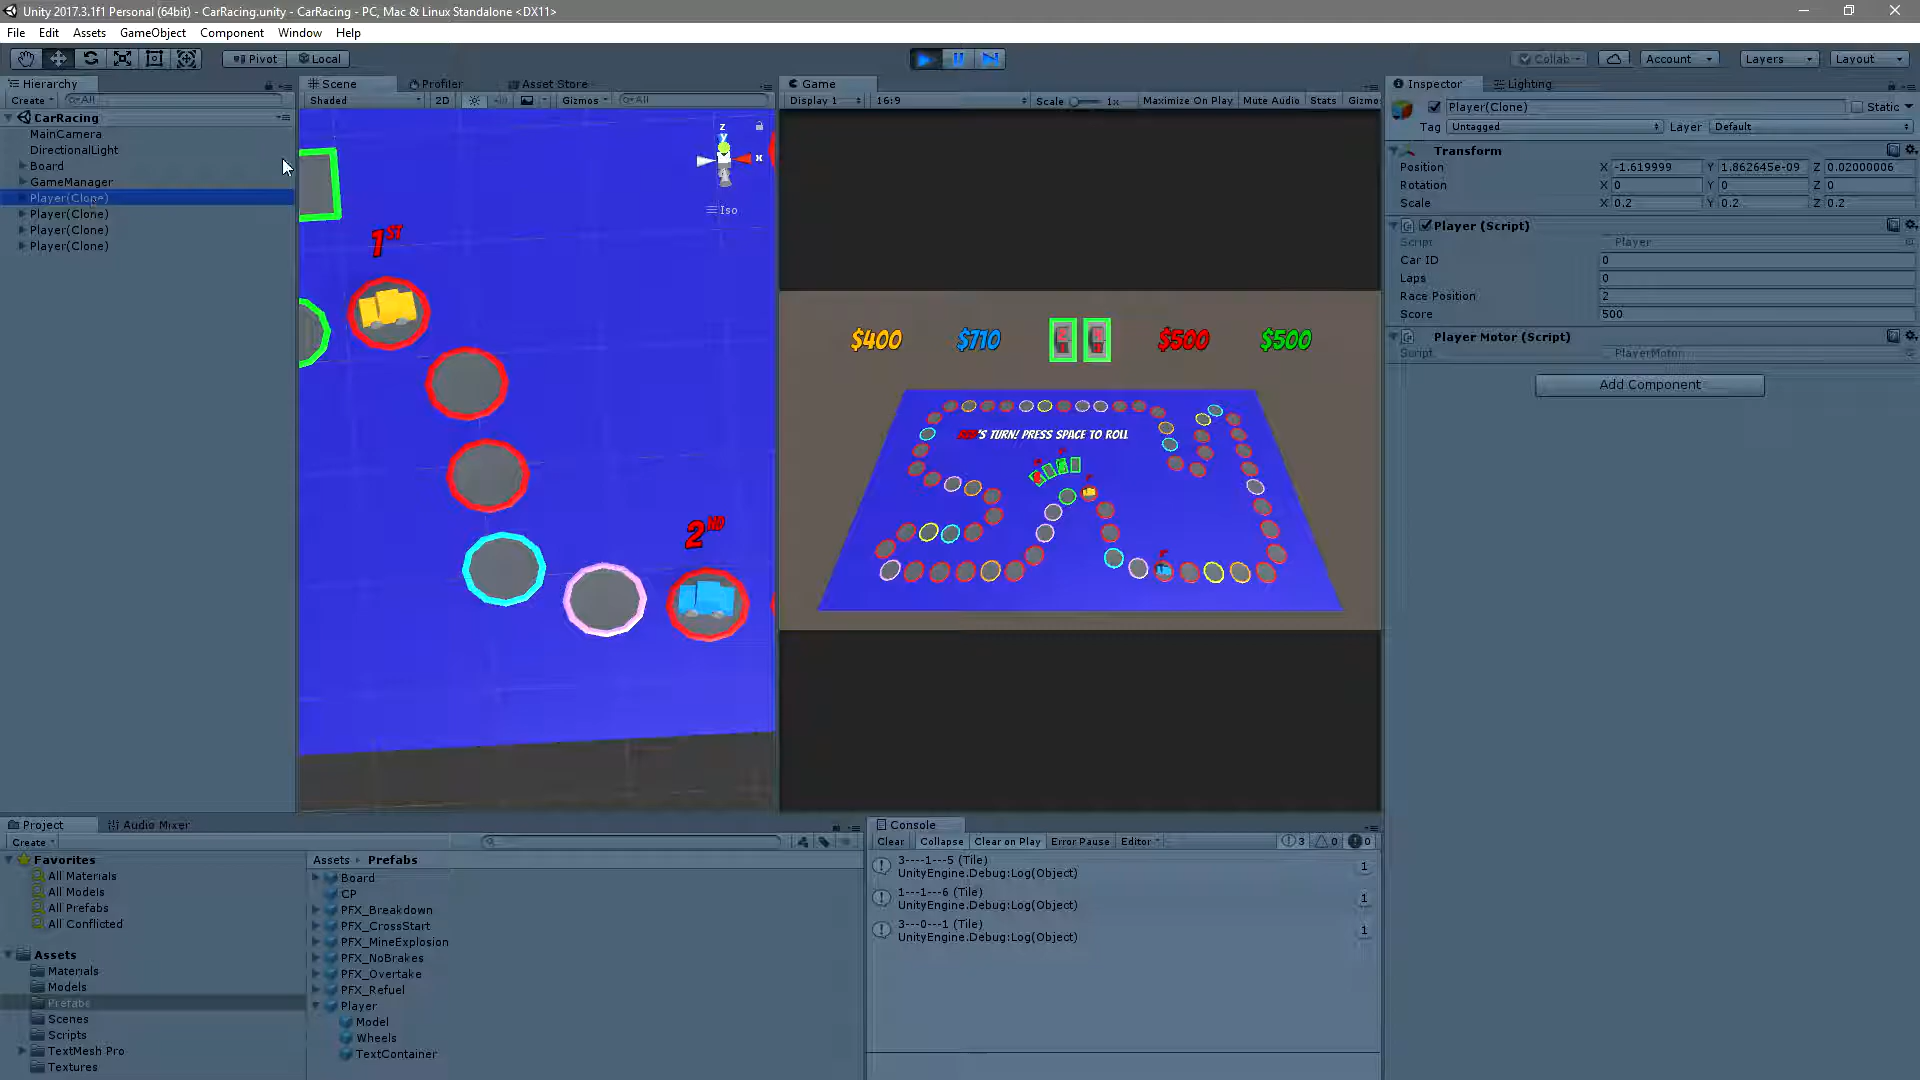 Unity 2017.3.1f1 Personal (64bit) - CarRacing.unity - CarRacing - PC, Mac & Linux Standalone <DX11>
File Edit Assets GameObject Component Window Help
Pivot Local Collab Account Layers Layout
Hierarchy
Create All
CarRacing
MainCamera
DirectionalLight
Board
GameManager
Player(Clone)
Player(Clone)
Player(Clone)
Player(Clone)
Scene Profiler Asset Store
Shaded 2D Gizmos All
z
y
x
Iso
1ST
2ND
Game
Display 1 16:9 Scale 1x Maximize On Play Mute Audio Stats Gizmo
$400 $710 $500 $500
'S TURN! PRESS SPACE TO ROLL
Inspector Lighting
Player(Clone) Static
Tag Untagged Layer Default
Transform
Position X -1.619999 Y 1.862645e-09 Z 0.02000006
Rotation X 0 Y 0 Z 0
Scale X 0.2 Y 0.2 Z 0.2
Player (Script)
Script Player
Car ID 0
Laps 0
Race Position 2
Score 500
Player Motor (Script)
Script PlayerMotor
Add Component
Project Audio Mixer
Create
Favorites
All Materials
All Models
All Prefabs
All Conflicted
Assets
Materials
Models
Prefabs
Scenes
Scripts
TextMesh Pro
Textures
Assets Prefabs
Board
CP
PFX_Breakdown
PFX_CrossStart
PFX_MineExplosion
PFX_NoBrakes
PFX_Overtake
PFX_Refuel
Player
Model
Wheels
TextContainer
Console
Clear Collapse Clear on Play Error Pause Editor 3 0 0
3----1---5 (Tile)
UnityEngine.Debug:Log(Object) 1
1---1---6 (Tile)
UnityEngine.Debug:Log(Object) 1
3---0---1 (Tile)
UnityEngine.Debug:Log(Object) 1